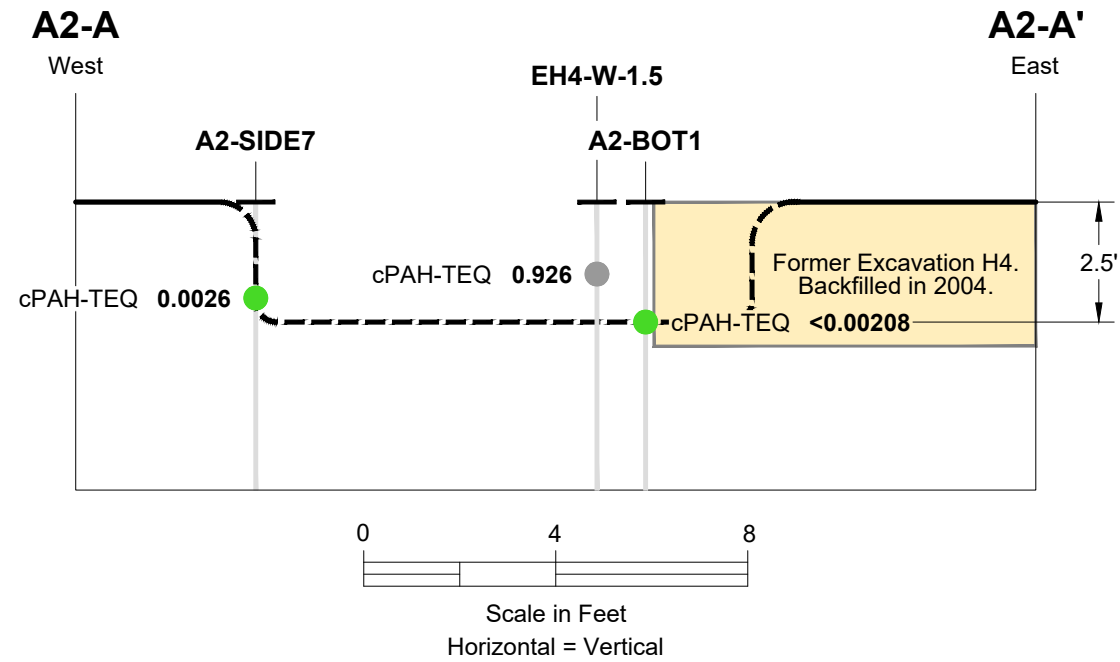 A2-A
West
A2-A'
East
EH4-W-1.5
A2-SIDE7
A2-BOT1
2.5'
Former Excavation H4.
Backfilled in 2004.
cPAH-TEQ 0.926
cPAH-TEQ 0.0026
cPAH-TEQ <0.00208
0 4 8
Scale in Feet
Horizontal = Vertical